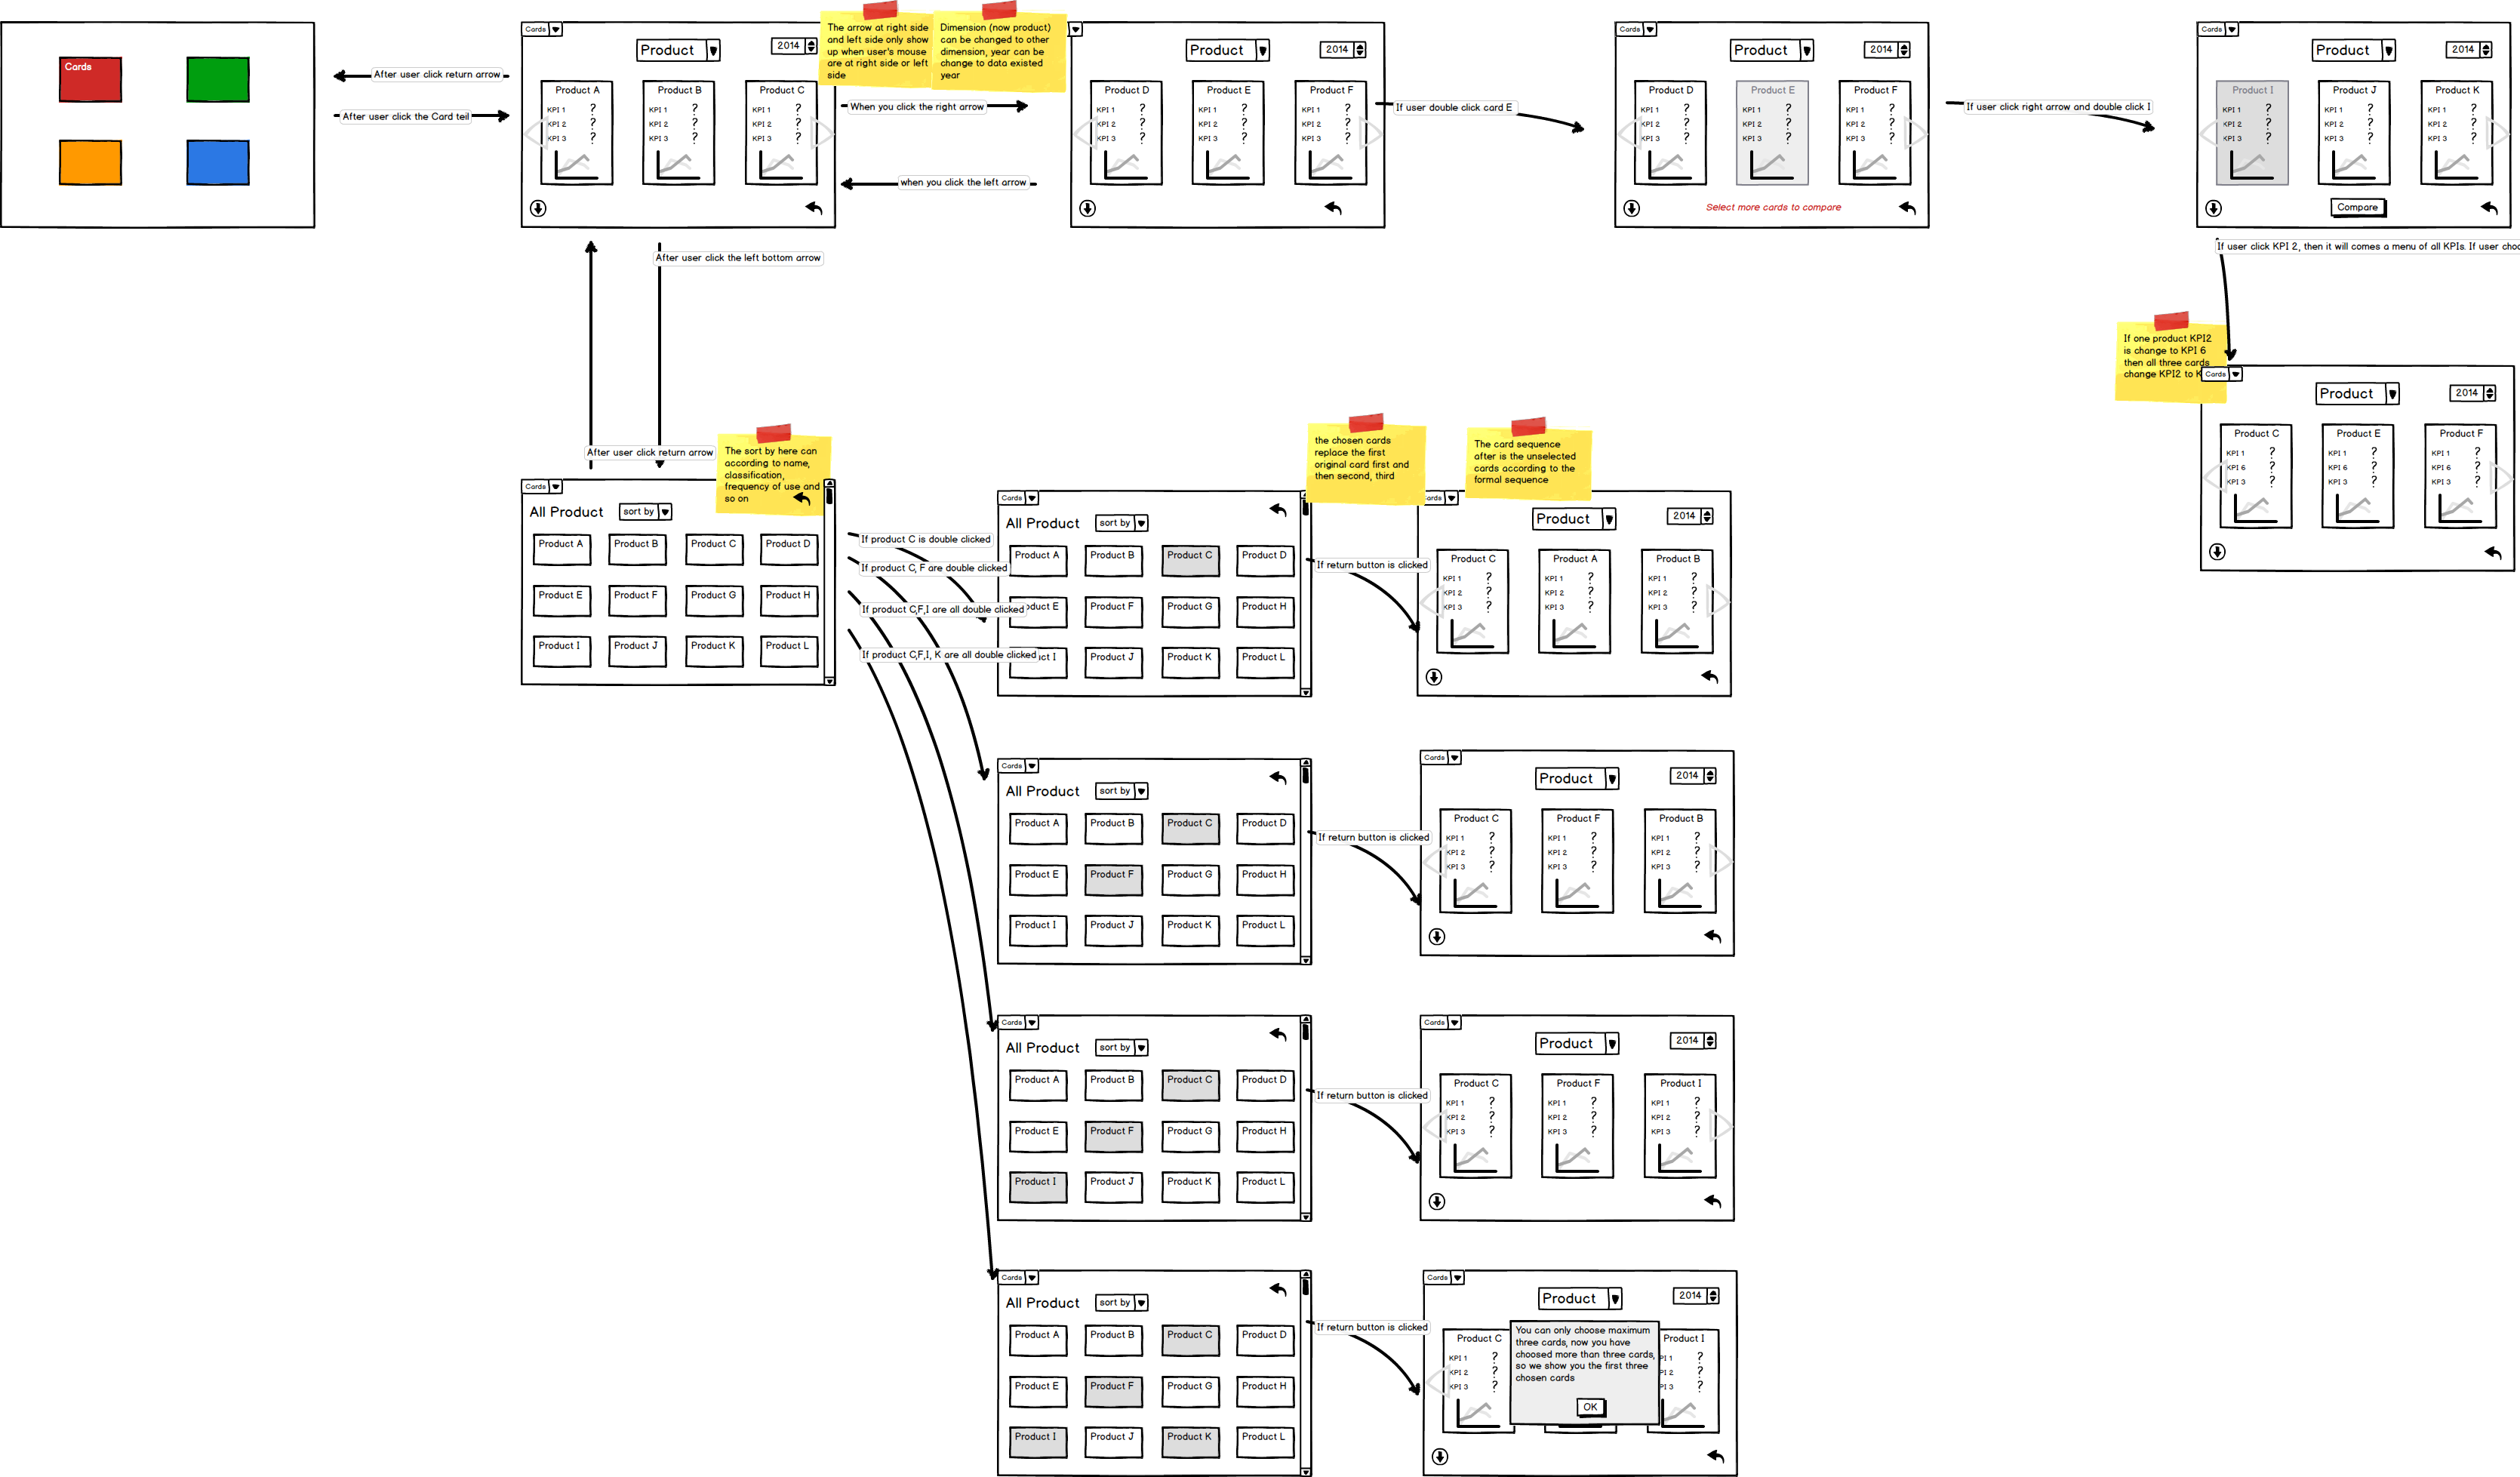 Cards
After user click return arrow
After user click the Card teil
Cards
Product
2014
Product A
Product B
Product C
KPI 1 ?
KPI 2 ?
KPI 3 ?
KPI 1 ?
KPI 2 ?
KPI 3 ?
KPI 1 ?
KPI 2 ?
KPI 3 ?
The arrow at right side
and left side only show
up when user's mouse
are at right side or left
side
Dimension (now product)
can be changed to other
dimension, year can be
change to data existed
year
When you click the right arrow
when you click the left arrow
Product
2014
Product D
Product E
Product F
KPI 1 ?
KPI 2 ?
KPI 3 ?
KPI 1 ?
KPI 2 ?
KPI 3 ?
KPI 1 ?
KPI 2 ?
KPI 3 ?
If user double click card E
Cards
Product
2014
Product D
Product E
Product F
KPI 1 ?
KPI 2 ?
KPI 3 ?
KPI 1 ?
KPI 2 ?
KPI 3 ?
KPI 1 ?
KPI 2 ?
KPI 3 ?
Select more cards to compare
If user click right arrow and double click I
Cards
Product
2014
Product I
Product J
Product K
KPI 1 ?
KPI 2 ?
KPI 3 ?
KPI 1 ?
KPI 2 ?
KPI 3 ?
KPI 1 ?
KPI 2 ?
KPI 3 ?
Compare
If user click KPI 2, then it will comes a menu of all KPIs. If user
If one product KPI2
is change to KPI 6
then all three cards
change KPI2 to
Cards
Product
2014
Product C
Product E
Product F
KPI 1 ?
KPI 6 ?
KPI 3 ?
KPI 1 ?
KPI 6 ?
KPI 3 ?
KPI 1 ?
KPI 6 ?
KPI 3 ?
After user click the left bottom arrow
After user click return arrow
The sort by here can
according to name,
classification,
frequency of use and
so on
Cards
All Product
sort by
Product A
Product B
Product C
Product D
Product E
Product F
Product G
Product H
Product I
Product J
Product K
Product L
If product C is double clicked
If product C, F are double clicked
If product C,F,I are all double clicked
If product C,F,I, K are all double clicked
Cards
All Product
sort by
Product A
Product B
Product C
Product D
Product F
Product G
Product H
Product J
Product K
Product L
If return button is clicked
the chosen cards
replace the first
original card first and
then second, third
The card sequence
after is the unselected
cards according to the
formal sequence
Product
2014
Product C
Product A
Product B
KPI 1 ?
KPI 2 ?
KPI 3 ?
KPI 1 ?
KPI 2 ?
KPI 3 ?
KPI 1 ?
KPI 2 ?
KPI 3 ?
Cards
All Product
sort by
Product A
Product B
Product C
Product D
Product E
Product F
Product G
Product H
Product I
Product J
Product K
Product L
If return button is clicked
Cards
Product
2014
Product C
Product F
Product B
KPI 1 ?
KPI 2 ?
KPI 3 ?
KPI 1 ?
KPI 2 ?
KPI 3 ?
KPI 1 ?
KPI 2 ?
KPI 3 ?
Cards
All Product
sort by
Product A
Product B
Product C
Product D
Product E
Product F
Product G
Product H
Product I
Product J
Product K
Product L
If return button is clicked
Cards
Product
2014
Product C
Product F
Product I
KPI 1 ?
KPI 2 ?
KPI 3 ?
KPI 1 ?
KPI 2 ?
KPI 3 ?
KPI 1 ?
KPI 2 ?
KPI 3 ?
Cards
All Product
sort by
Product A
Product B
Product C
Product D
Product E
Product F
Product G
Product H
Product I
Product J
Product K
Product L
If return button is clicked
Cards
Product
2014
Product C
Product I
KPI 1 ?
KPI 2 ?
KPI 3 ?
You can only choose maximum
three cards, now you have
choosed more than three cards,
so we show you the first three
chosen cards
OK